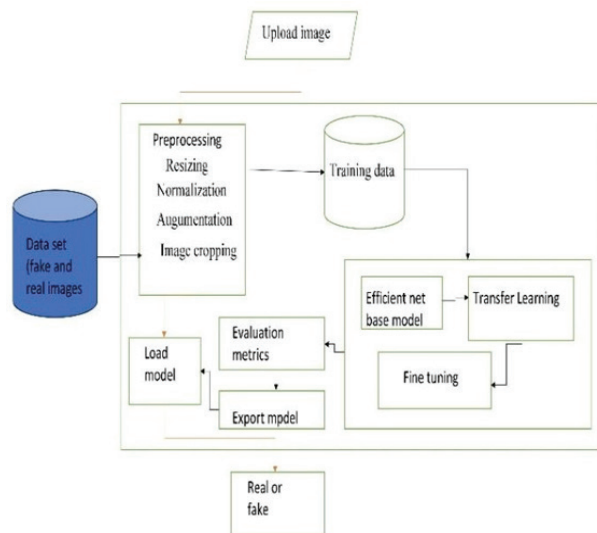 Upload image
Preprocessing
Resizing
Normalization
Augumentation
Image cropping
Training data
Data set
(fake and
real images
Efficient net
base model
Transfer Learning
Fine tuning
Evaluation
metrics
Export mpdel
Load
model
Real or
fake